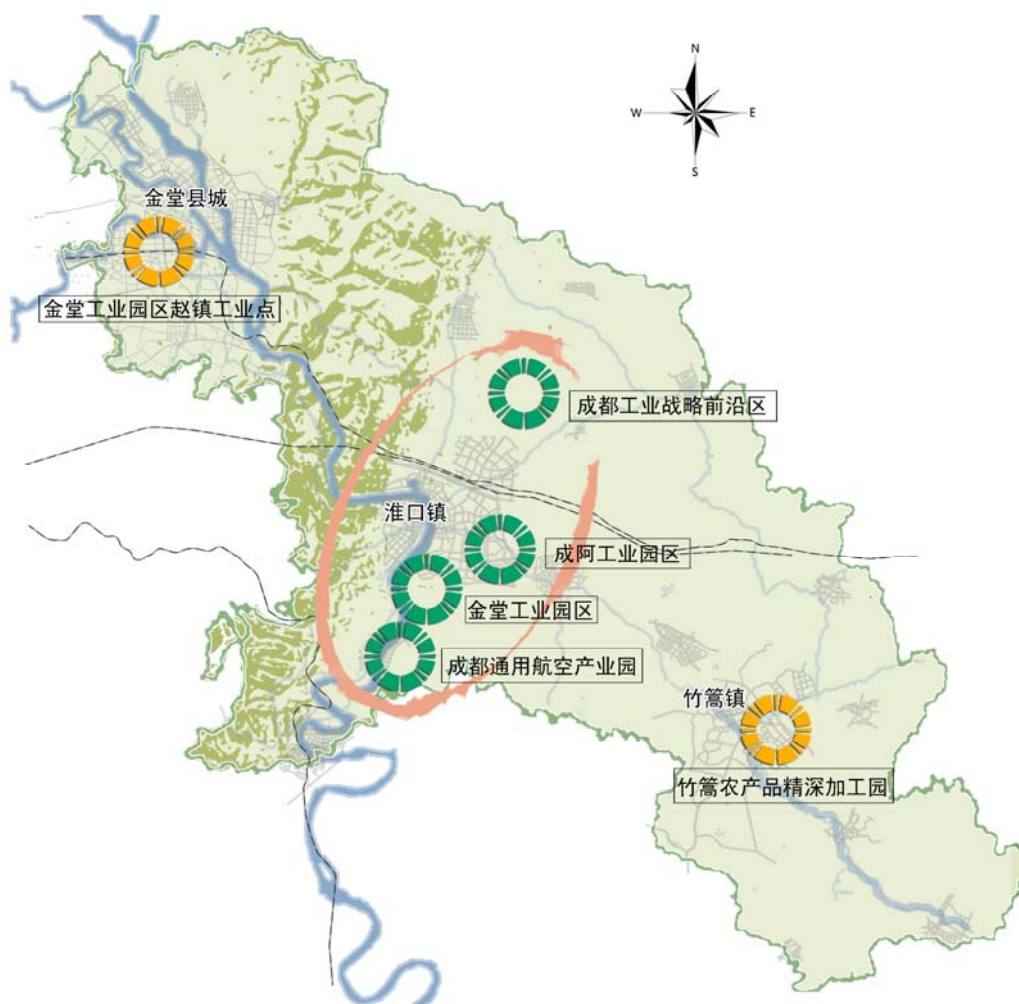 N
W
E
S
金堂县城
金堂工业园区赵镇工业点
成都工业战略前沿区
淮口镇
成阿工业园区
金堂工业园区
成都通用航空产业园
竹篙镇
竹篙农产品精深加工园